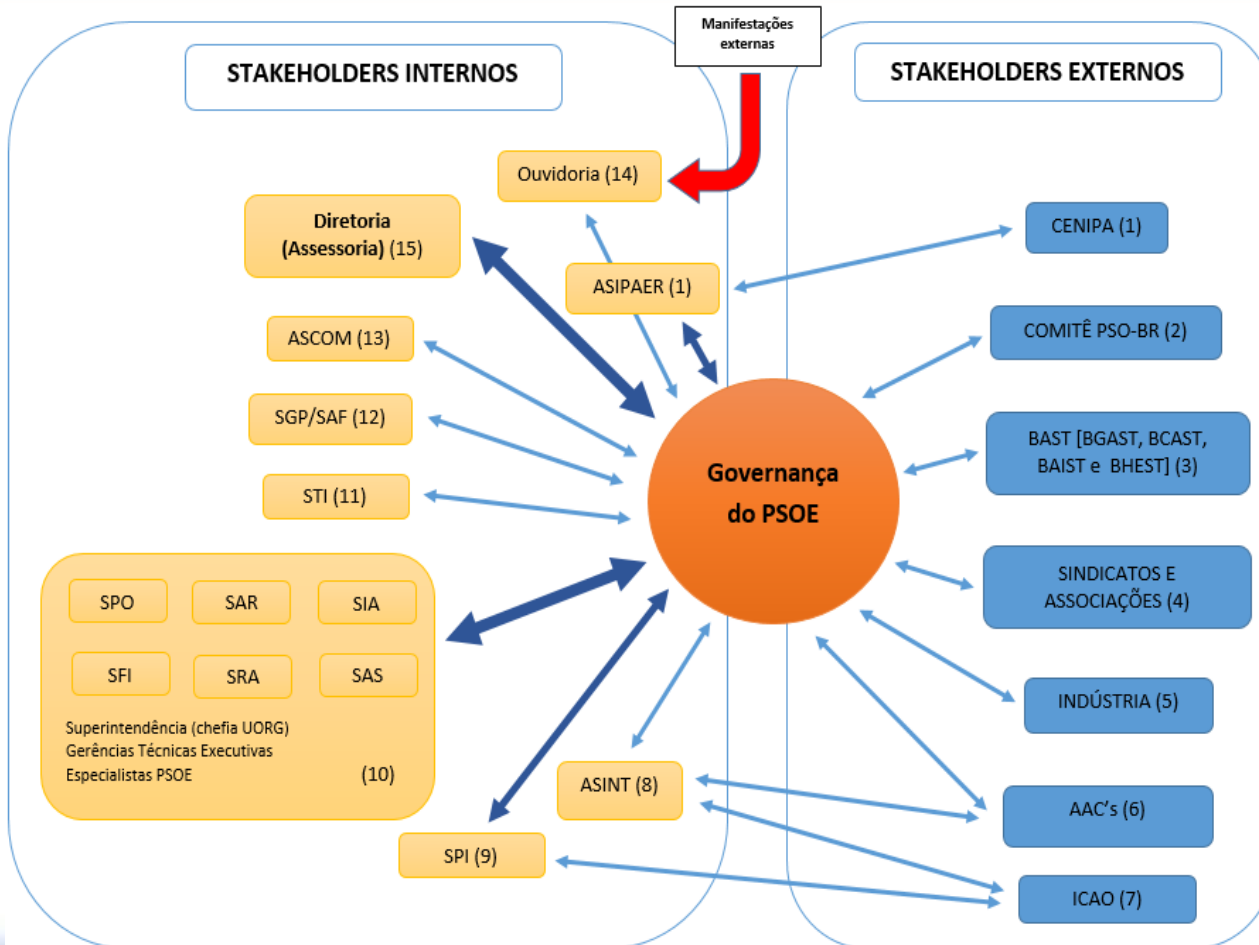 Manifestações
externas
STAKEHOLDERS INTERNOS
STAKEHOLDERS EXTERNOS
Ouvidoria (14)
Diretoria
(Assessoria) (15)
ASIPAER (1)
ASCOM (13)
SGP/SAF (12)
STI (11)
SPO
SAR
SIA
SFI
SRA
SAS
Superintendência (chefia UORG)
Gerências Técnicas Executivas
Especialistas PSOE
(10)
ASINT (8)
SPI (9)
Governança
do PSOE
CENIPA (1)
COMITÊ PSO-BR (2)
BAST [BGAST, BCAST,
BAIST e BHEST] (3)
SINDICATOS E
ASSOCIAÇÕES (4)
INDÚSTRIA (5)
AAC’s (6)
ICAO (7)